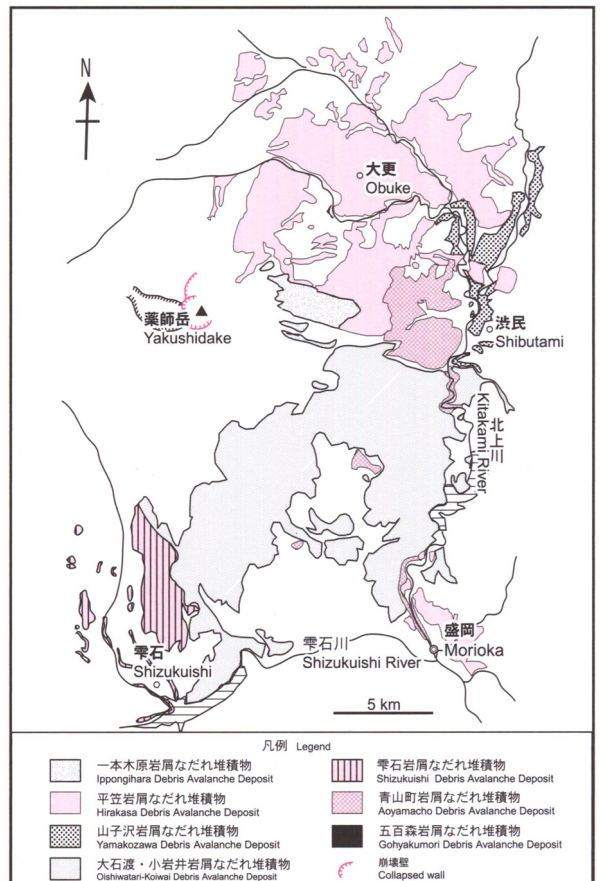 N
大更
Obuke
薬師岳
Yakushidake
渋民
Shibutami
北上川
Kitakami River
雫石
Shizukuishi
雫石川
Shizukuishi River
盛岡
Morioka
5 km
凡例 Legend
一本木原岩屑なだれ堆積物
Ippongihara Debris Avalanche Deposit
平笠岩屑なだれ堆積物
Hirakasa Debris Avalanche Deposit
山子沢岩屑なだれ堆積物
Yamakozawa Debris Avalanche Deposit
大石渡・小岩井岩屑なだれ堆積物
Oishiwatari-Koiwai Debris Avalanche Deposit
雫石岩屑なだれ堆積物
Shizukuishi Debris Avalanche Deposit
青山町岩屑なだれ堆積物
Aoyamacho Debris Avalanche Deposit
五百森岩屑なだれ堆積物
Gohyakumori Debris Avalanche Deposit
崩壊壁
Collapsed wall